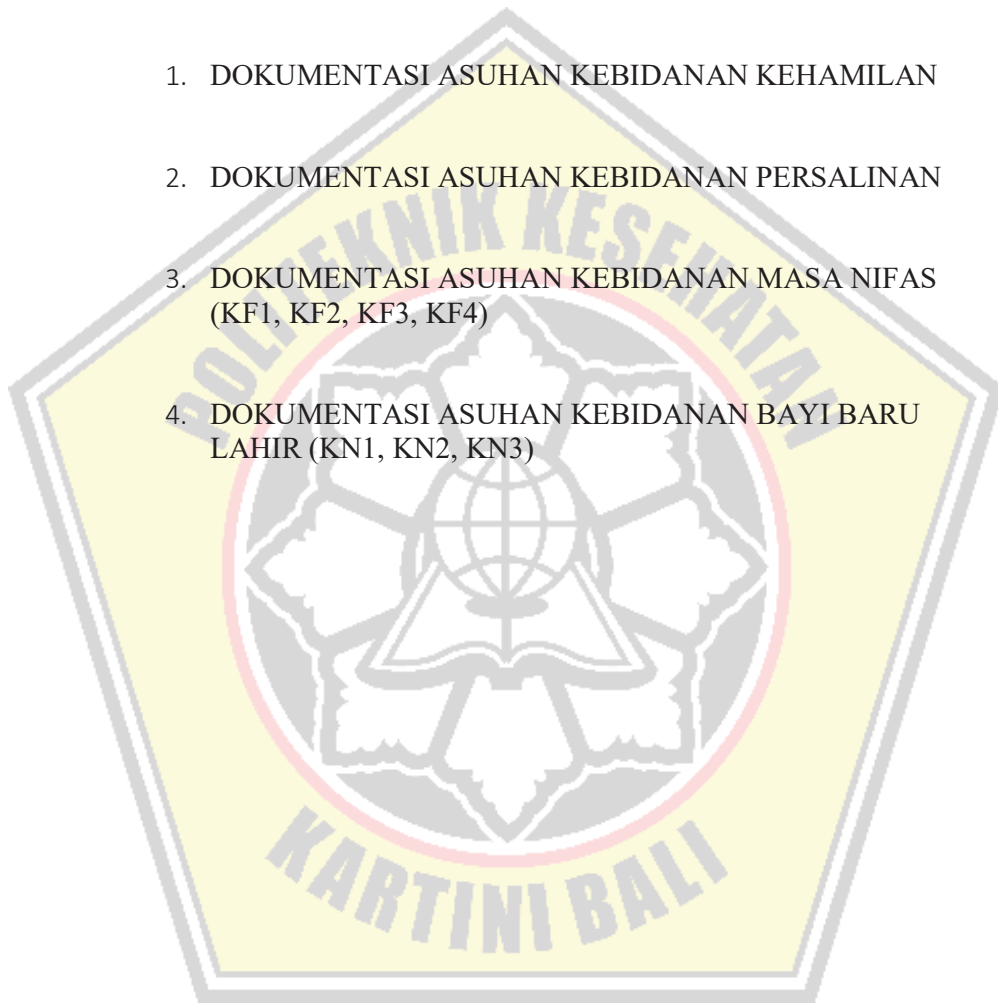 1. DOKUMENTASI ASUHAN KEBIDANAN KEHAMILAN
2. DOKUMENTASI ASUHAN KEBIDANAN PERSALINAN
3. DOKUMENTASI ASUHAN KEBIDANAN MASA NIFAS
(KF1, KF2, KF3, KF4)
4. DOKUMENTASI ASUHAN KEBIDANAN BAYI BARU
LAHIR (KN1, KN2, KN3)
POLITEKNIK KESEHATAN
KARTINI BALI